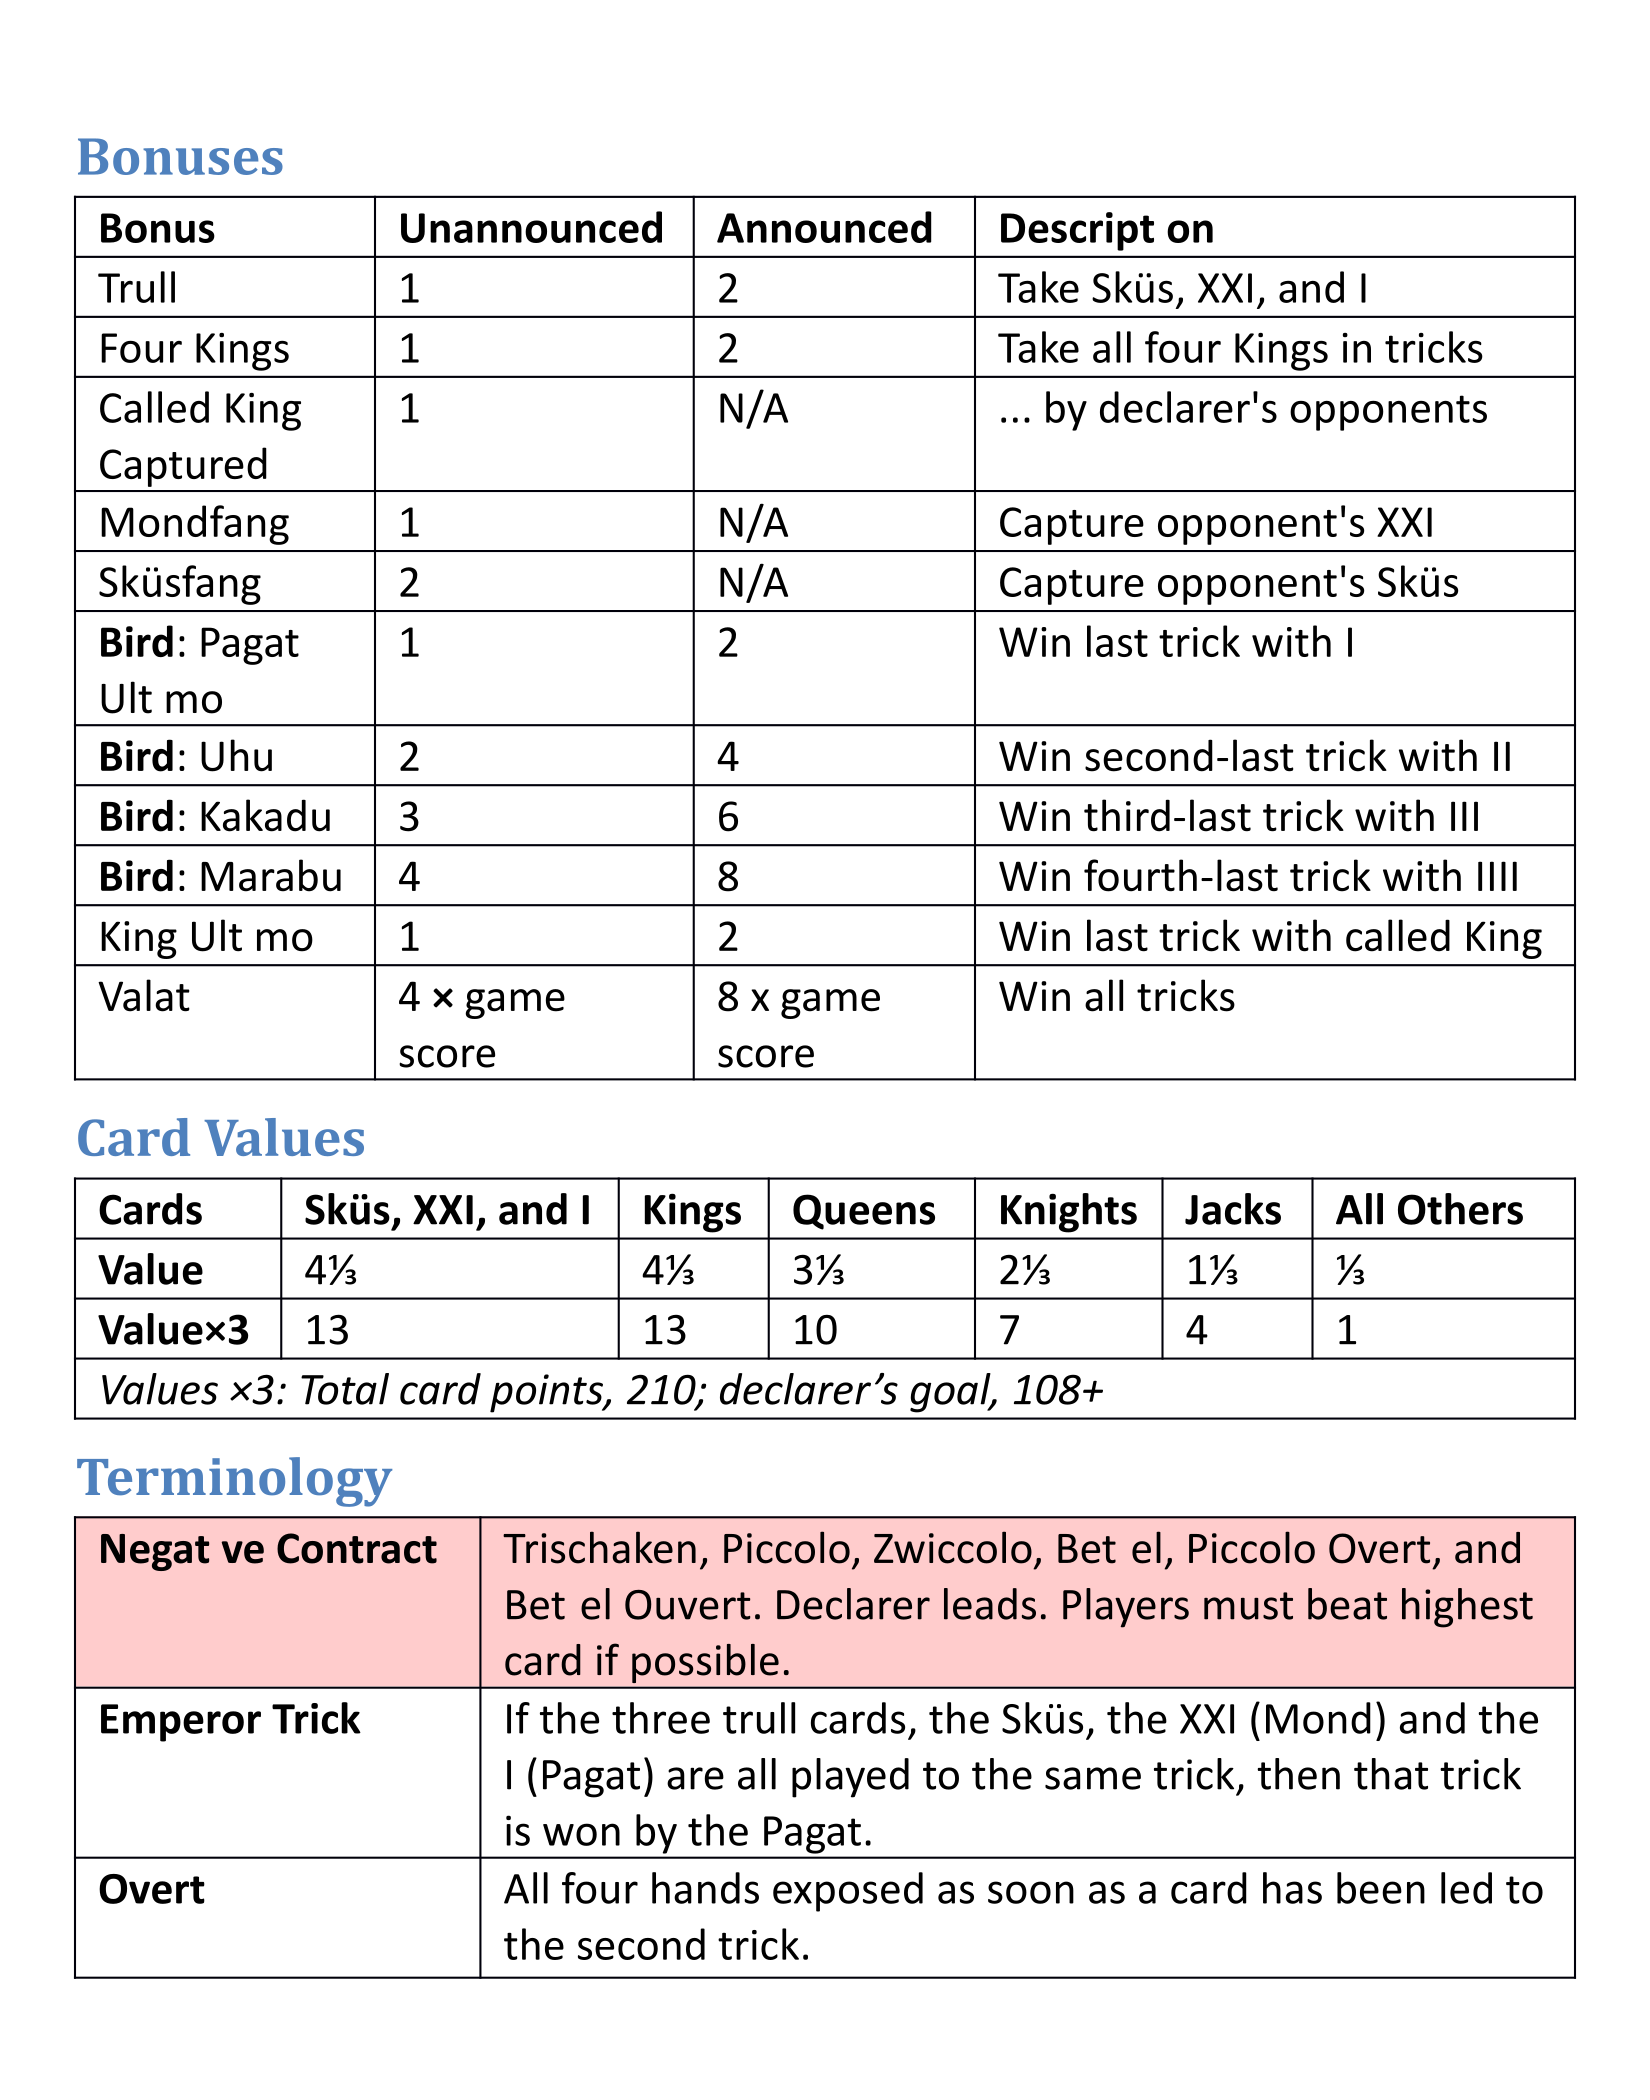 Bonuses
Bonus Unannounced Announced Descript on
Trull 1 2 Take Sküs, XXI, and I
Four Kings 1 2 Take all four Kings in tricks
Called King 1 N/A ... by declarer's opponents
Captured
Mondfang 1 N/A Capture opponent's XXI
Sküsfang 2 N/A Capture opponent's Sküs
Bird: Pagat 1 2 Win last trick with I
Ult mo
Bird: Uhu 2 4 Win second-last trick with II
Bird: Kakadu 3 6 Win third-last trick with III
Bird: Marabu 4 8 Win fourth-last trick with IIII
King Ult mo 1 2 Win last trick with called King
Valat 4 × game 8 x game Win all tricks
score score
Card Values
Cards Sküs, XXI, and I Kings Queens Knights Jacks All Others
Value 4⅓ 4⅓ 3⅓ 2⅓ 1⅓ ⅓
Value×3 13 13 10 7 4 1
Values ×3: Total card points, 210; declarer’s goal, 108+
Terminology
Negat ve Contract Trischaken, Piccolo, Zwiccolo, Bet el, Piccolo Overt, and
Bet el Ouvert. Declarer leads. Players must beat highest
card if possible.
Emperor Trick If the three trull cards, the Sküs, the XXI (Mond) and the
I (Pagat) are all played to the same trick, then that trick
is won by the Pagat.
Overt All four hands exposed as soon as a card has been led to
the second trick.